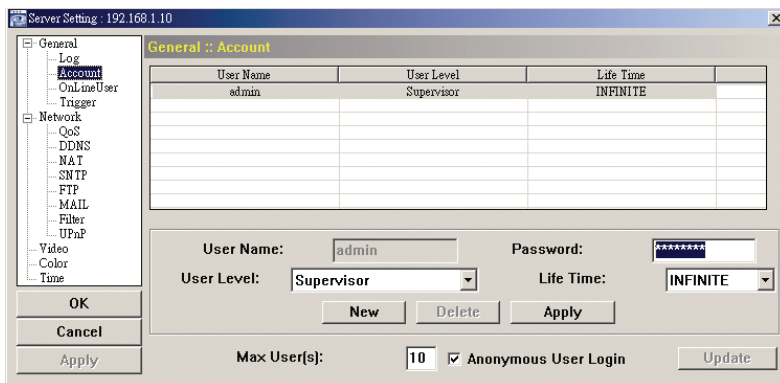 Server Setting : 192.168.1.10
General
Log
Account
OnLineUser
Trigger
Network
QoS
DDNS
NAT
SNTP
FTP
MAIL
Filter
UPnP
Video
Color
Time
OK
Cancel
Apply
General :: Account
User Name User Level Life Time
admin Supervisor INFINITE
User Name: admin Password: ********
User Level: Supervisor Life Time: INFINITE
New Delete Apply
Max User(s): 10 Anonymous User Login Update